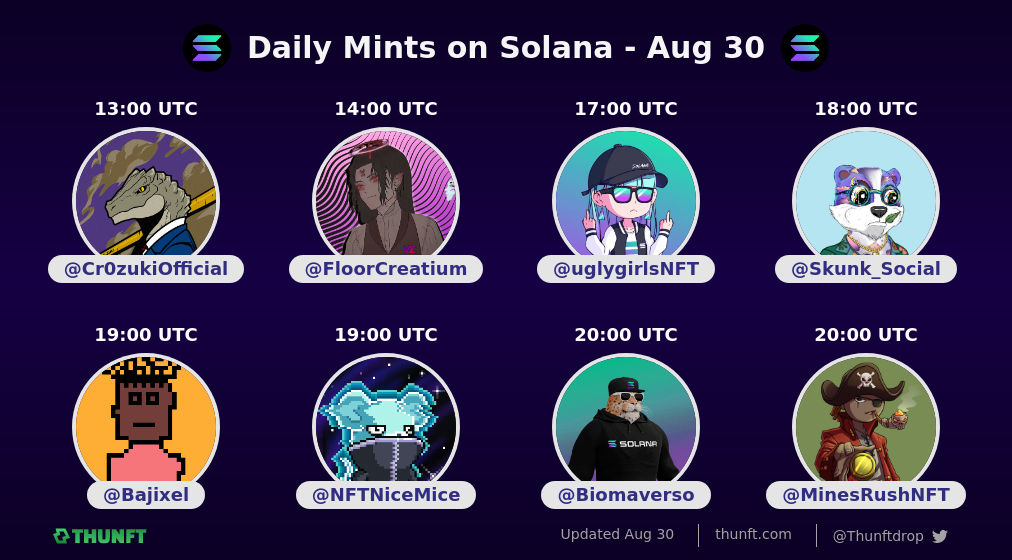 Daily Mints on Solana - Aug 30
13:00 UTC
14:00 UTC
17:00 UTC
18:00 UTC
SOLANA
@Cr0zukiOfficial
@FloorCreatium
@uglygirlsNFT
@Skunk_Social
19:00 UTC
19:00 UTC
20:00 UTC
20:00 UTC
SOLANA
@Bajixel
@NFTNiceMice
@Biomaverso
@MinesRushNFT
THUNFT
Updated Aug 30
thunft.com
@Thunftdrop